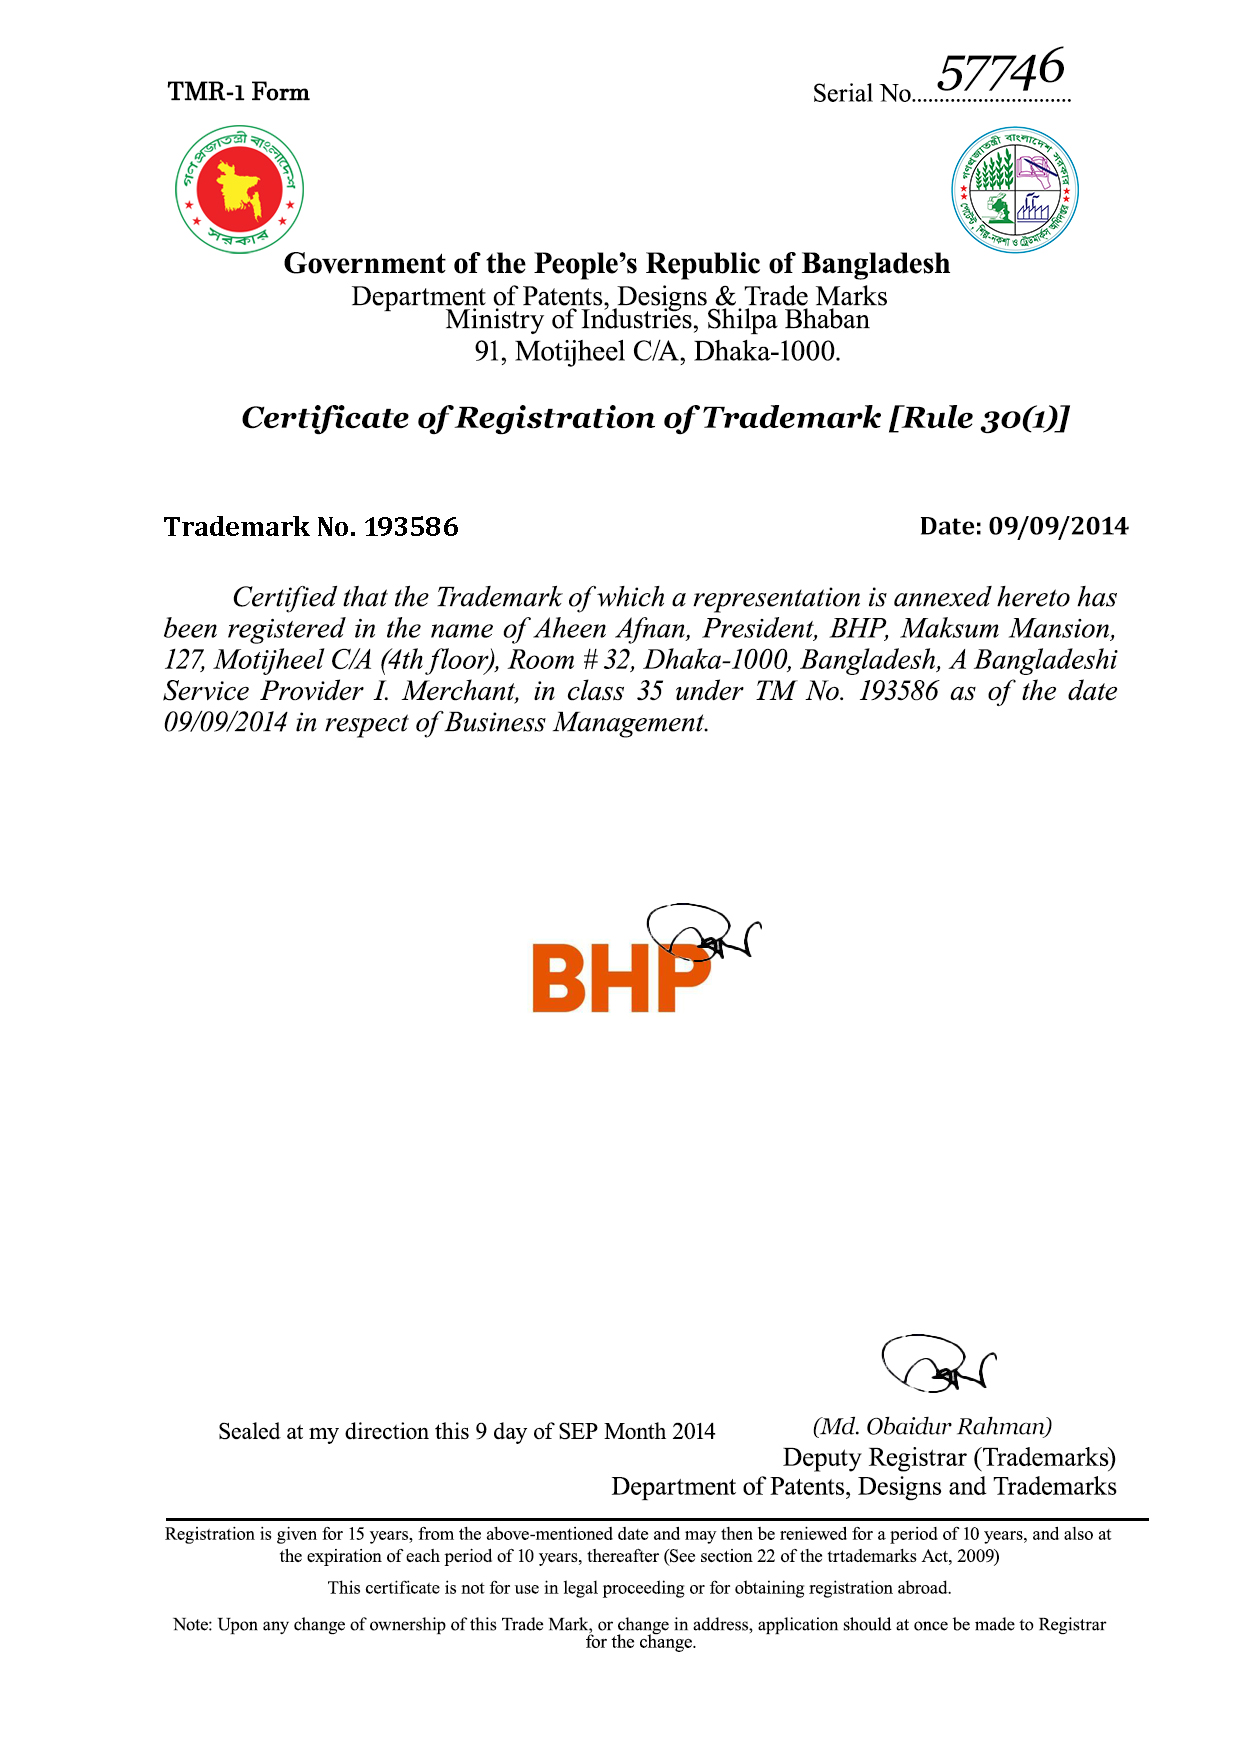 TMR-1 Form
Serial No.............................
57746
গণপ্রজাতন্ত্রী বাংলাদেশ
সরকার
গণপ্রজাতন্ত্রী বাংলাদেশ সরকার
পেটেন্ট, শিল্প-নকশা ও ট্রেডমার্কস অধিদপ্তর
Government of the People’s Republic of Bangladesh
Department of Patents, Designs & Trade Marks
Ministry of Industries, Shilpa Bhaban
91, Motijheel C/A, Dhaka-1000.
Certificate of Registration of Trademark [Rule 30(1)]
Trademark No. 193586
Date: 09/09/2014
Certified that the Trademark of which a representation is annexed hereto has
been registered in the name of Aheen Afnan, President, BHP, Maksum Mansion,
127, Motijheel C/A (4th floor), Room # 32, Dhaka-1000, Bangladesh, A Bangladeshi
Service Provider I. Merchant, in class 35 under TM No. 193586 as of the date
09/09/2014 in respect of Business Management.
BHP
Sealed at my direction this 9 day of SEP Month 2014
(Md. Obaidur Rahman)
Deputy Registrar (Trademarks)
Department of Patents, Designs and Trademarks
Registration is given for 15 years, from the above-mentioned date and may then be reniewed for a period of 10 years, and also at
the expiration of each period of 10 years, thereafter (See section 22 of the trtademarks Act, 2009)
This certificate is not for use in legal proceeding or for obtaining registration abroad.
Note: Upon any change of ownership of this Trade Mark, or change in address, application should at once be made to Registrar
for the change.